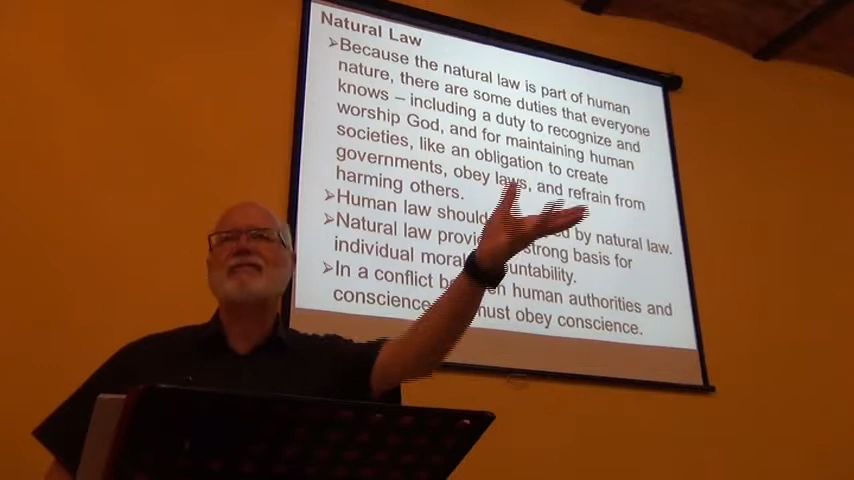 Natural Law
➢Because the natural law is part of human
nature, there are some duties that everyone
knows – including a duty to recognize and
worship God, and for maintaining human
societies, like an obligation to create
governments, obey laws, and refrain from
harming others.
➢Human law should by natural law.
➢Natural law strong basis for
individual moral
➢In a conflict human authorities and
conscience must obey conscience.